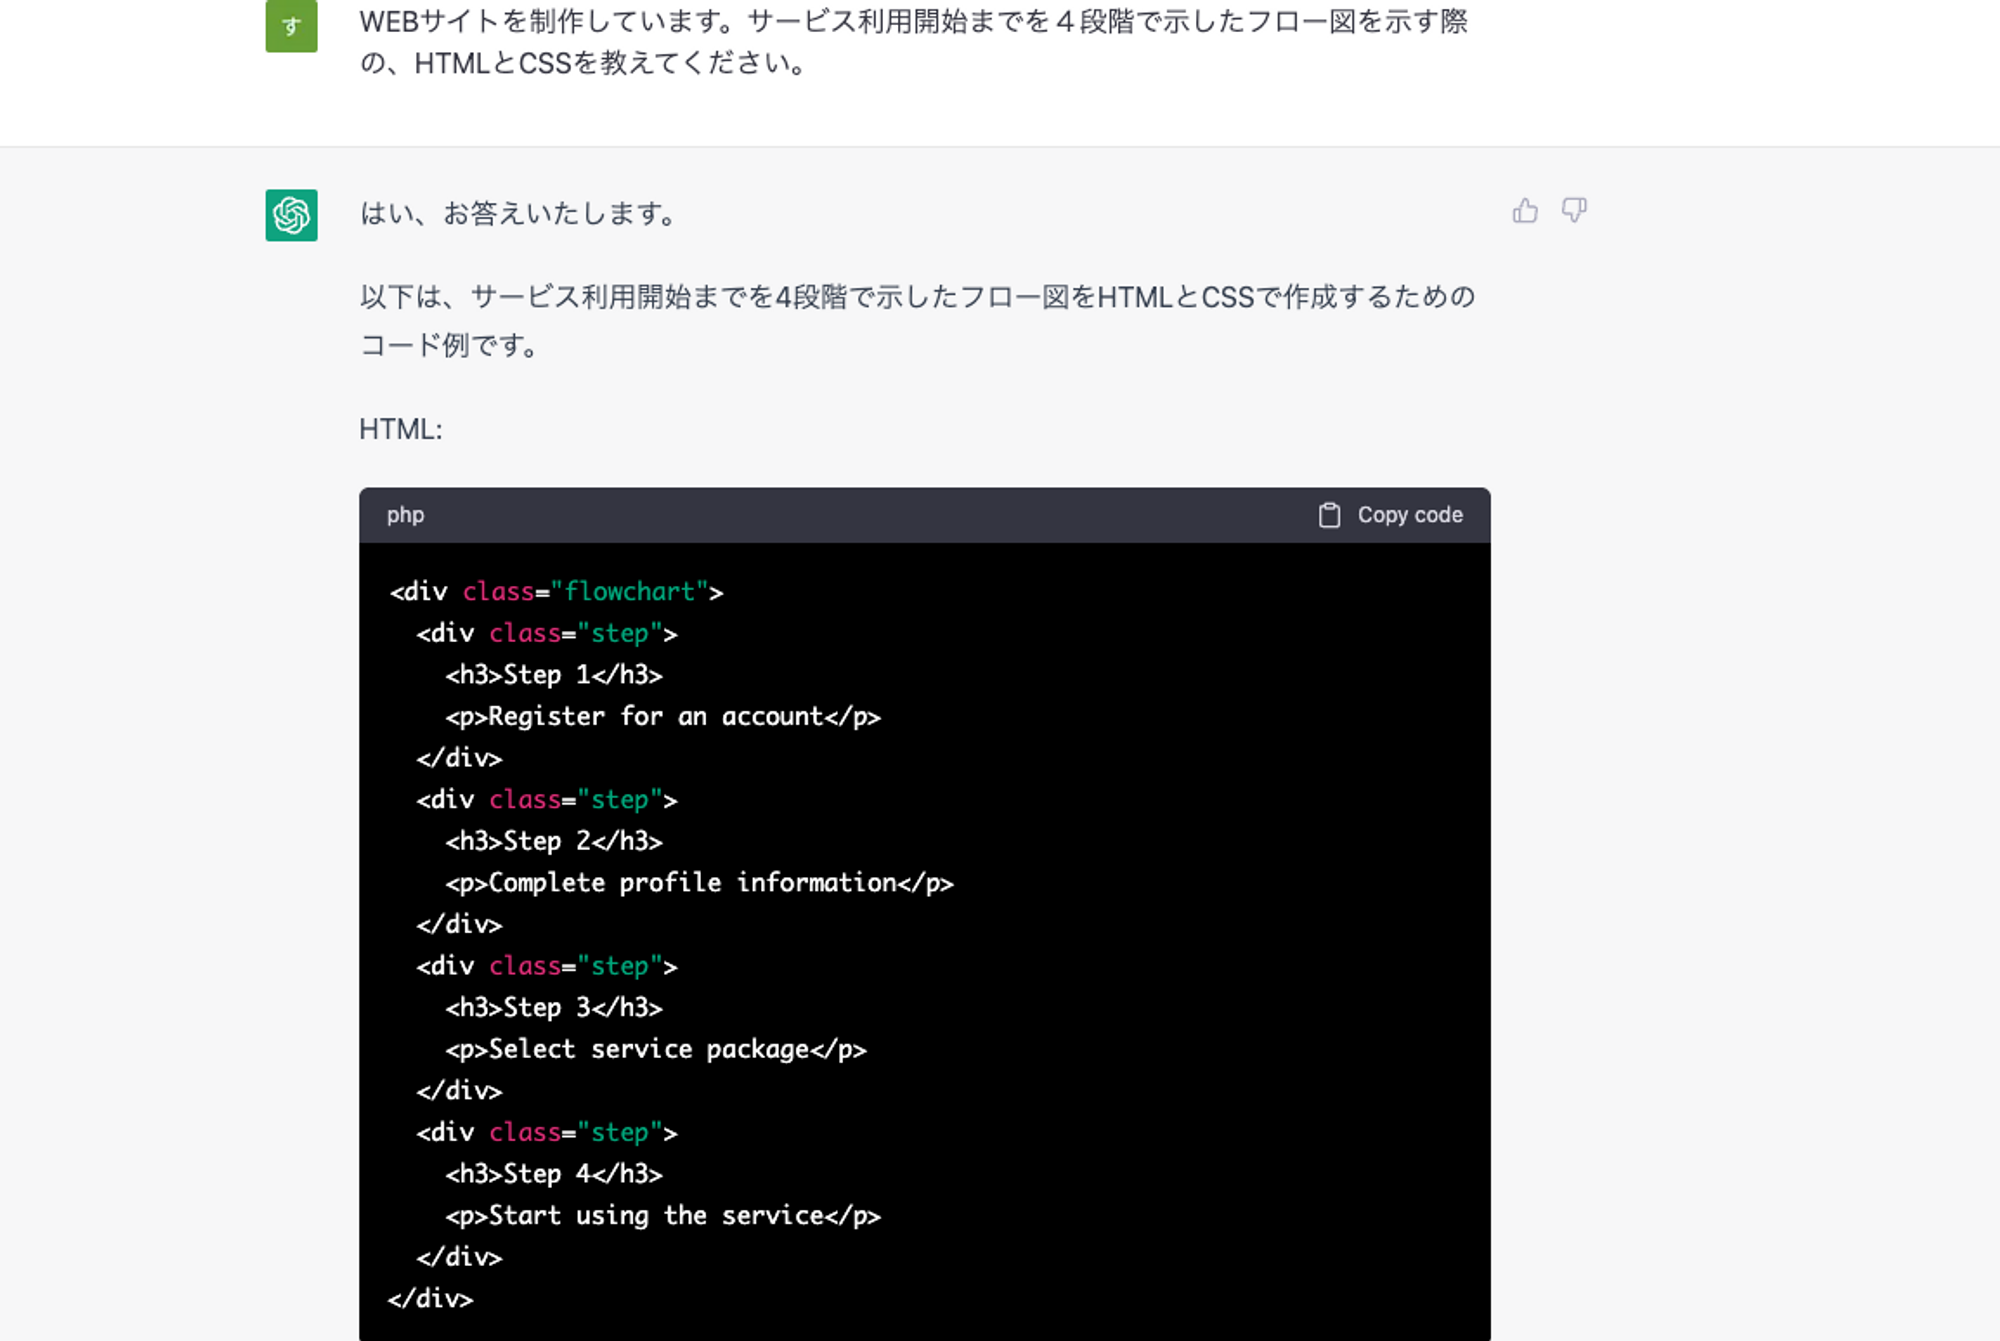 す
WEBサイトを制作しています。サービス利用開始までを４段階で示したフロー図を示す際
の、HTMLとCSSを教えてください。
はい、お答えいたします。
以下は、サービス利用開始までを4段階で示したフロー図をHTMLとCSSで作成するための
コード例です。
HTML:
php Copy code
<div class="flowchart">
  <div class="step">
    <h3>Step 1</h3>
    <p>Register for an account</p>
  </div>
  <div class="step">
    <h3>Step 2</h3>
    <p>Complete profile information</p>
  </div>
  <div class="step">
    <h3>Step 3</h3>
    <p>Select service package</p>
  </div>
  <div class="step">
    <h3>Step 4</h3>
    <p>Start using the service</p>
  </div>
</div>